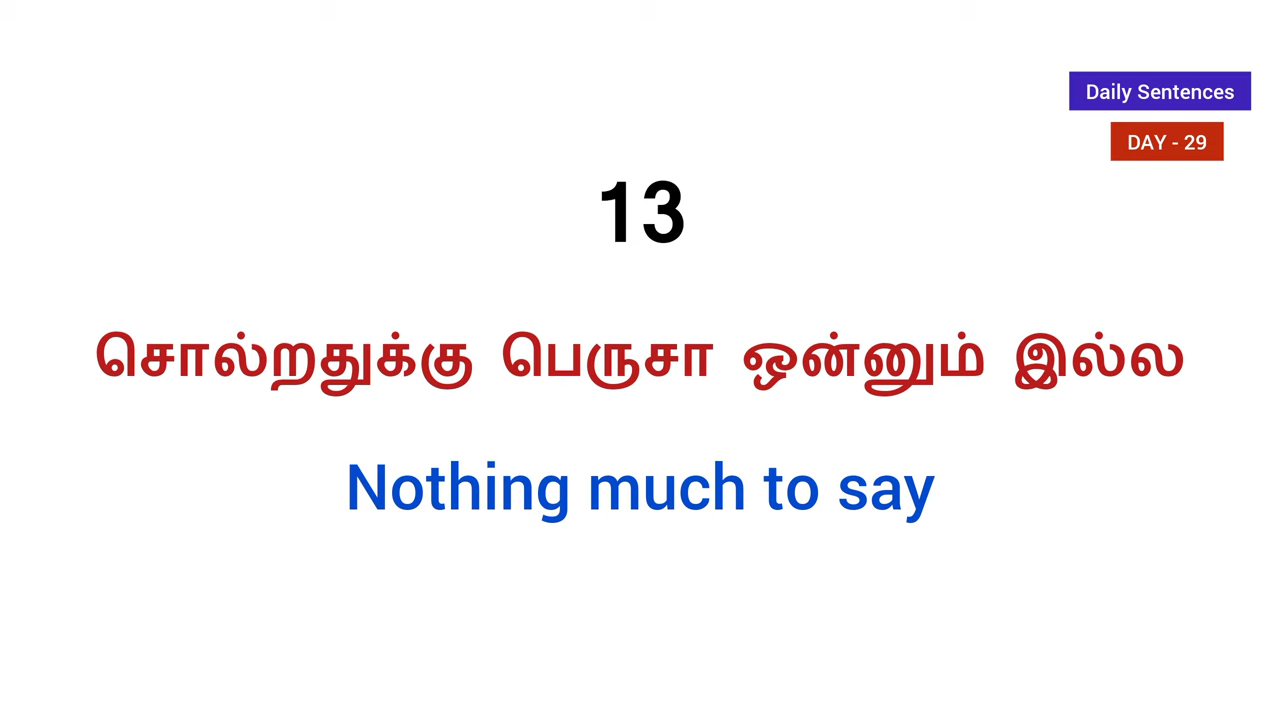 Daily Sentences
DAY - 29
13
சொல்றதுக்கு பெருசா ஒன்னும் இல்ல
Nothing much to say